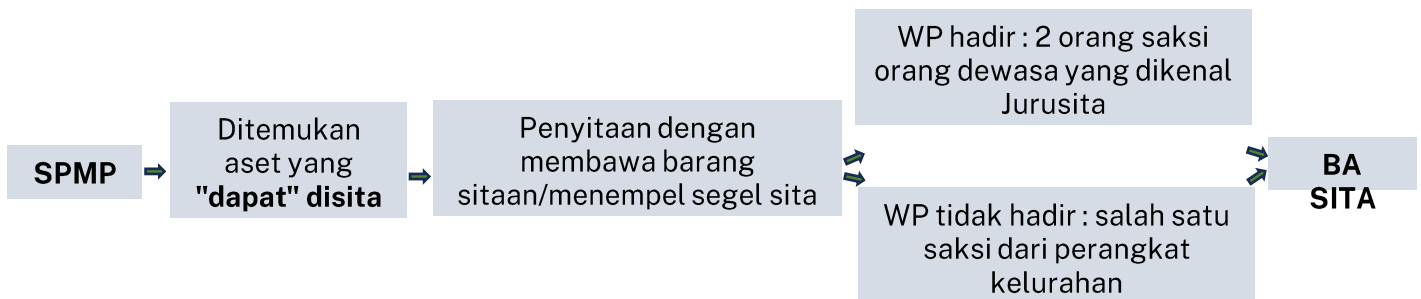 SPMP
Ditemukan
aset yang
"dapat" disita
Penyitaan dengan
membawa barang
sitaan/menempel segel sita
WP hadir : 2 orang saksi
orang dewasa yang dikenal
Jurusita
WP tidak hadir : salah satu
saksi dari perangkat
kelurahan
BA
SITA